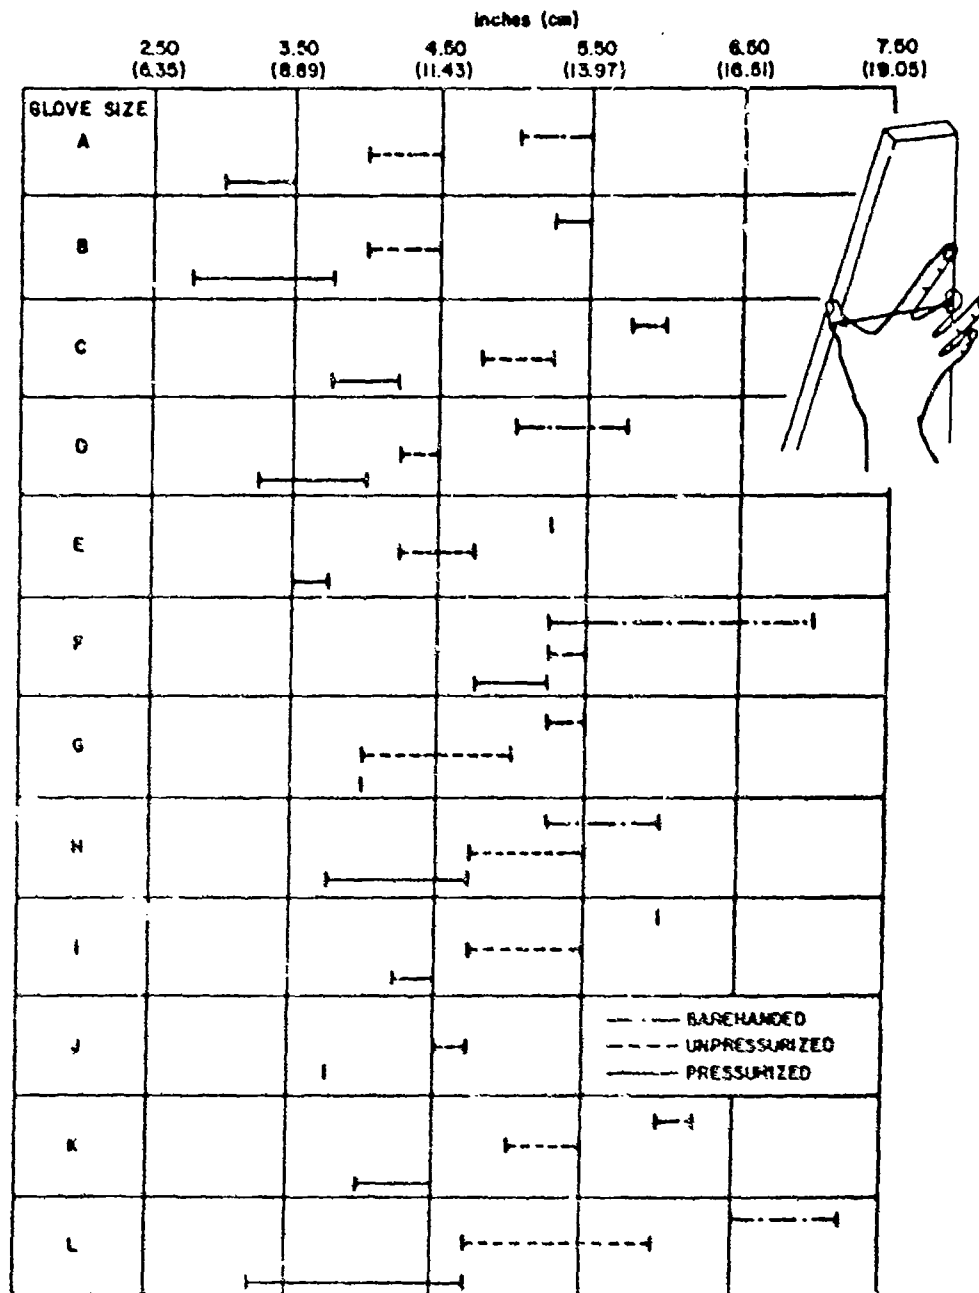 inches (cm)
2.50 3.50 4.50 5.50 6.50 7.50
(6.35) (8.89) (11.43) (13.97) (16.51) (19.05)
GLOVE SIZE
A
B
C
D
E
F
G
H
I
J
BAREHANDED
UNPRESSURIZED
PRESSURIZED
K
L